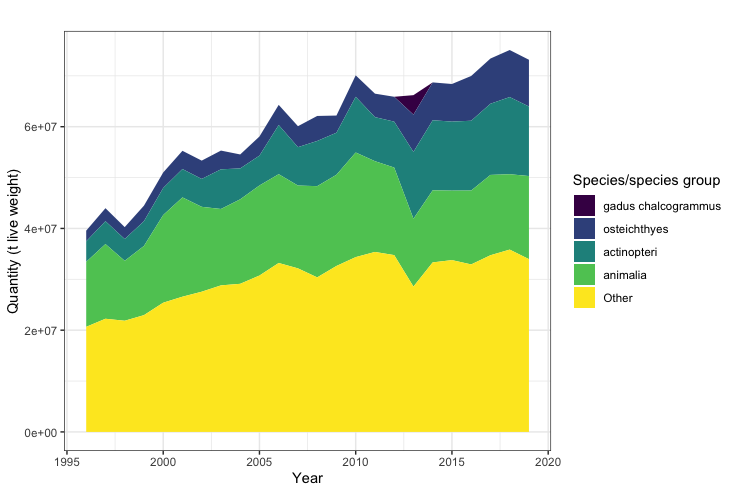 Quantity (t live weight)
6e+07
4e+07
2e+07
0e+00
1995 2000 2005 2010 2015 2020
Year
Species/species group
gadus chalcogrammus
osteichthyes
actinopteri
animalia
Other